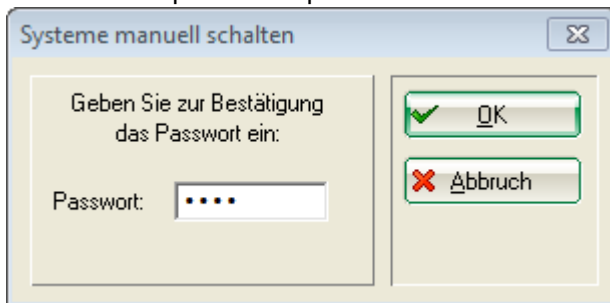 Systeme manuell schalten
Geben Sie zur Bestätigung
das Passwort ein:
Passwort: ••••
OK
Abbruch